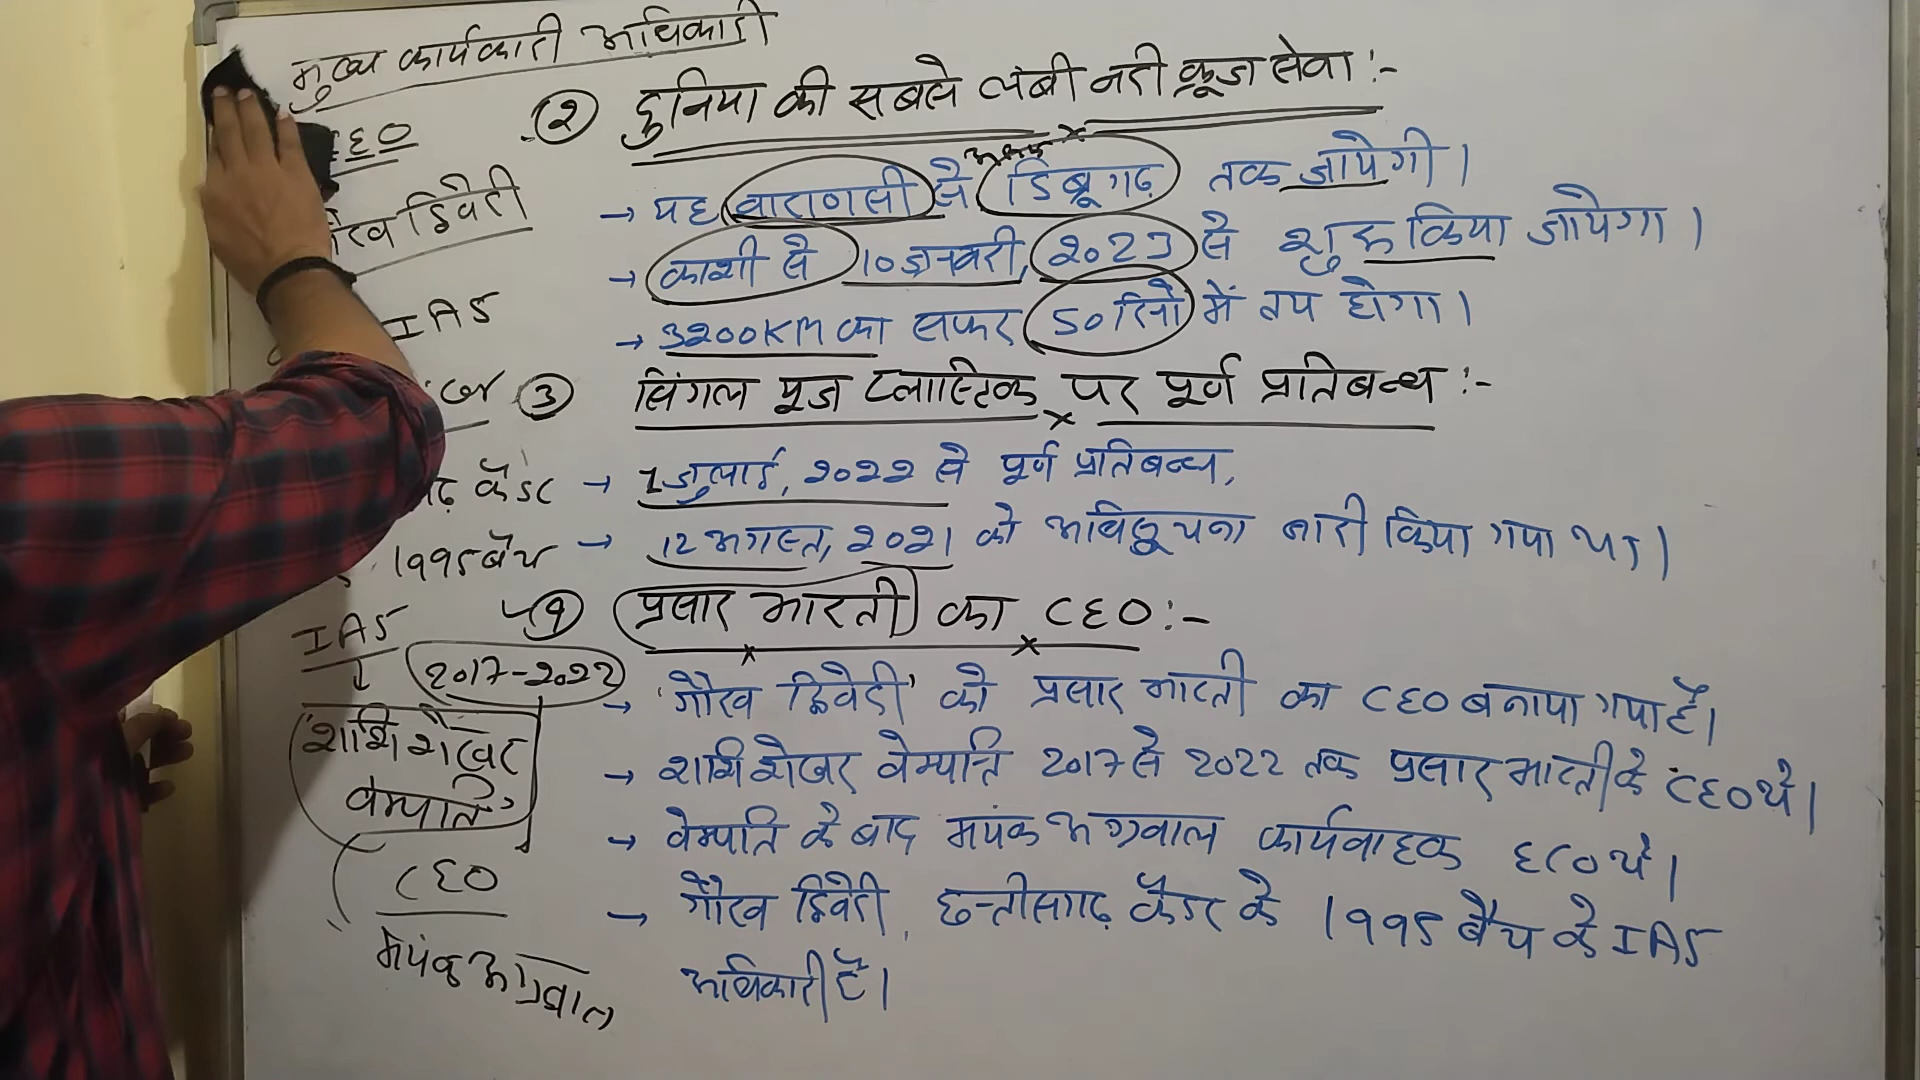 मुख्य कार्यकारी अधिकारी
CEO
गौरव द्विवेदी
IAS
कैडर
1995 बैच
IAS
2017-2022
'शशि शेखर
वेम्पति'
CEO
मयंक अग्रवाल
② दुनिया की सबसे लंबी नदी क्रूज सेवा :-
असम
→ यह वाराणसी से डिब्रूगढ़ तक जायेगी।
→ काशी से 10 जनवरी, 2023 से शुरू किया जायेगा।
→ 3200KM का सफर 50 दिनों में तय होगा।
③ सिंगल यूज प्लास्टिक पर पूर्ण प्रतिबन्ध :-
→ 1 जुलाई, 2022 से पूर्ण प्रतिबन्ध,
→ 12 अगस्त, 2021 को अधिसूचना जारी किया गया था।
① प्रसार भारती का CEO :-
→ 'गौरव द्विवेदी' को प्रसार भारती का CEO बनाया गया है।
→ शशि शेखर वेम्पति 2017 से 2022 तक प्रसार भारती के CEO थे।
→ वेम्पति के बाद मयंक अग्रवाल कार्यवाहक CEO थे।
→ गौरव द्विवेदी, छत्तीसगढ़ कैडर के 1995 बैच के IAS
अधिकारी है।